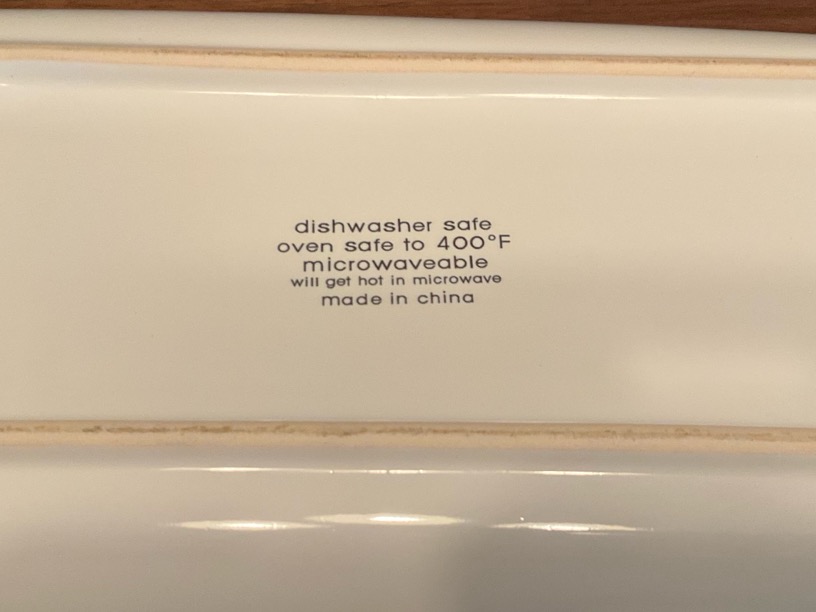 dishwasher safe
oven safe to 400°F
microwaveable
will get hot in microwave
made in china